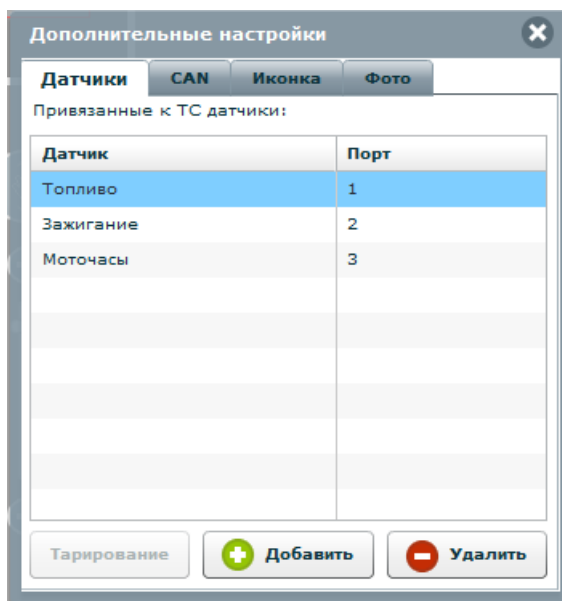 Дополнительные настройки
Датчики CAN Иконка Фото
Привязанные к ТС датчики:
Датчик Порт
Топливо 1
Зажигание 2
Моточасы 3
Тарирование Добавить Удалить